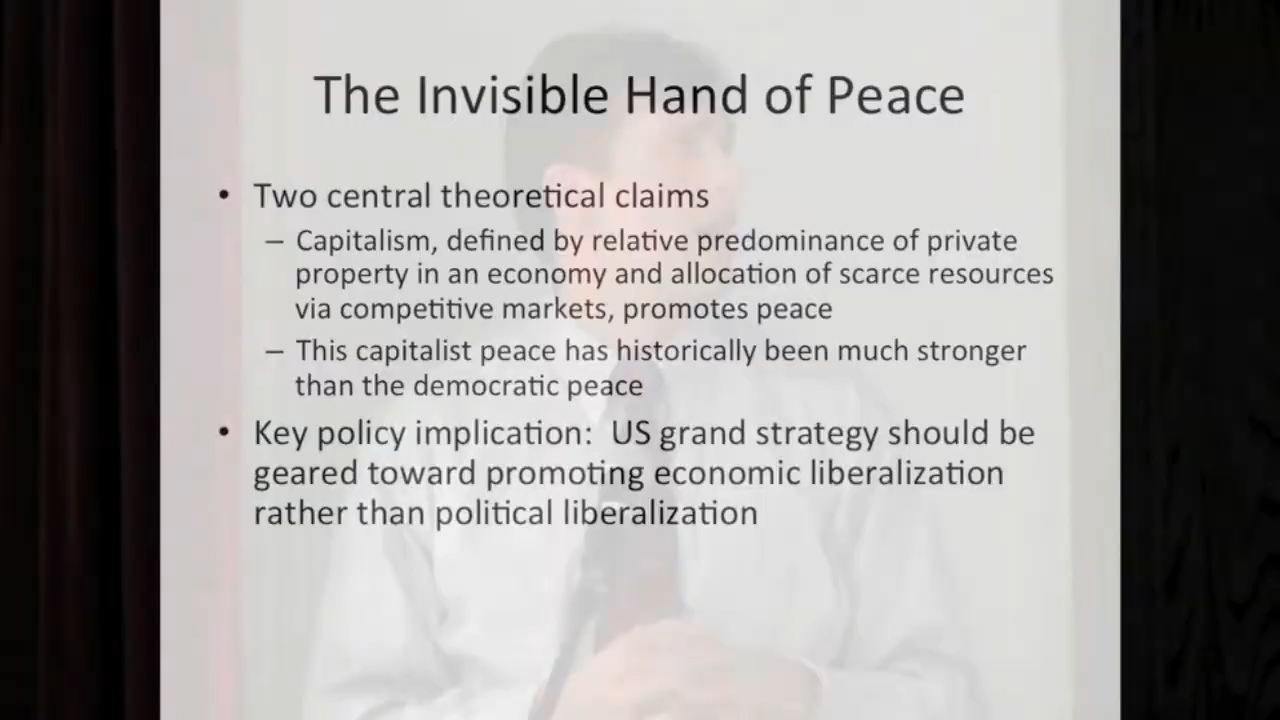 The Invisible Hand of Peace
• Two central theoretical claims
– Capitalism, defined by relative predominance of private
property in an economy and allocation of scarce resources
via competitive markets, promotes peace
– This capitalist peace has historically been much stronger
than the democratic peace
• Key policy implication:  US grand strategy should be
geared toward promoting economic liberalization
rather than political liberalization